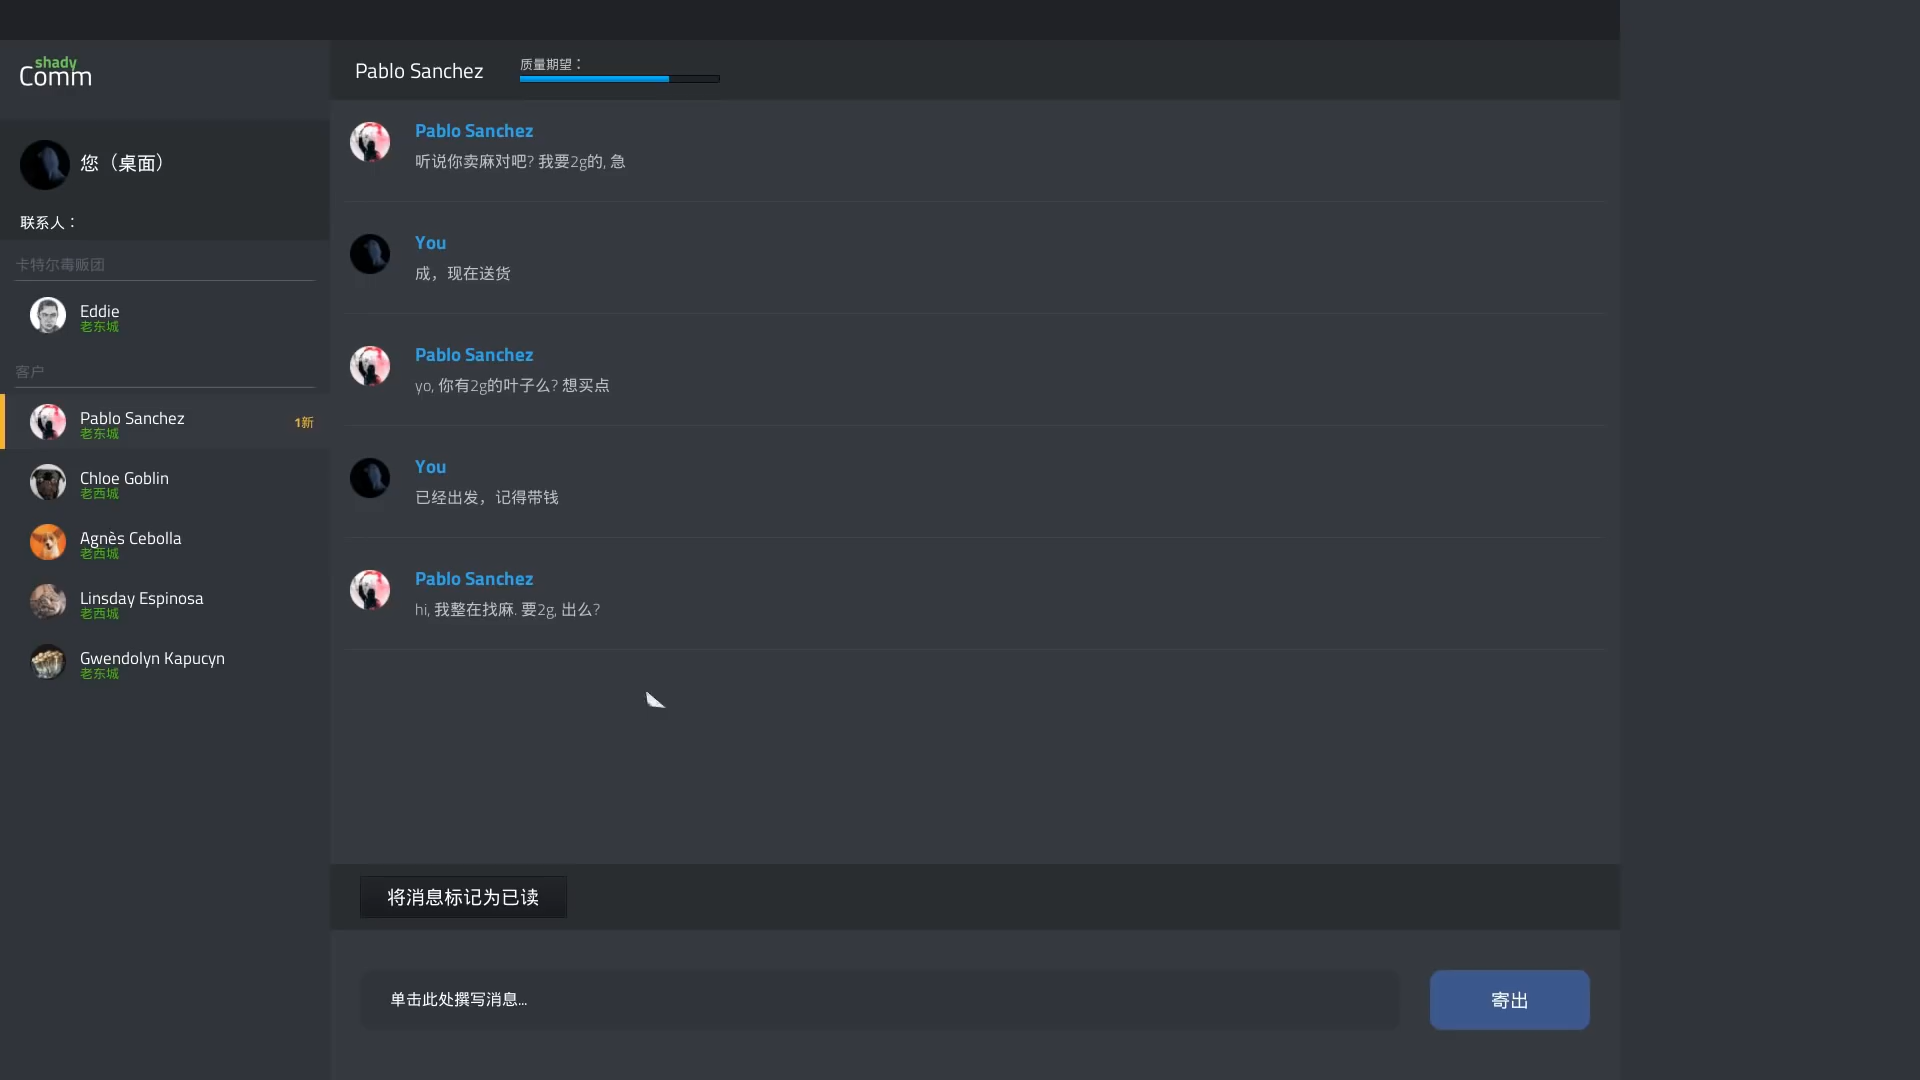 shady
Comm
您（桌面）
联系人：
卡特尔毒贩团
Eddie
老东城
客户
Pablo Sanchez
老东城
1新
Chloe Goblin
老西城
Agnès Cebolla
老西城
Linsday Espinosa
老西城
Gwendolyn Kapucyn
老东城
Pablo Sanchez
质量期望：
Pablo Sanchez
听说你卖麻对吧? 我要2g的, 急
You
成，现在送货
Pablo Sanchez
yo, 你有2g的叶子么? 想买点
You
已经出发，记得带钱
Pablo Sanchez
hi, 我整在找麻. 要2g, 出么?
将消息标记为已读
单击此处撰写消息...
寄出